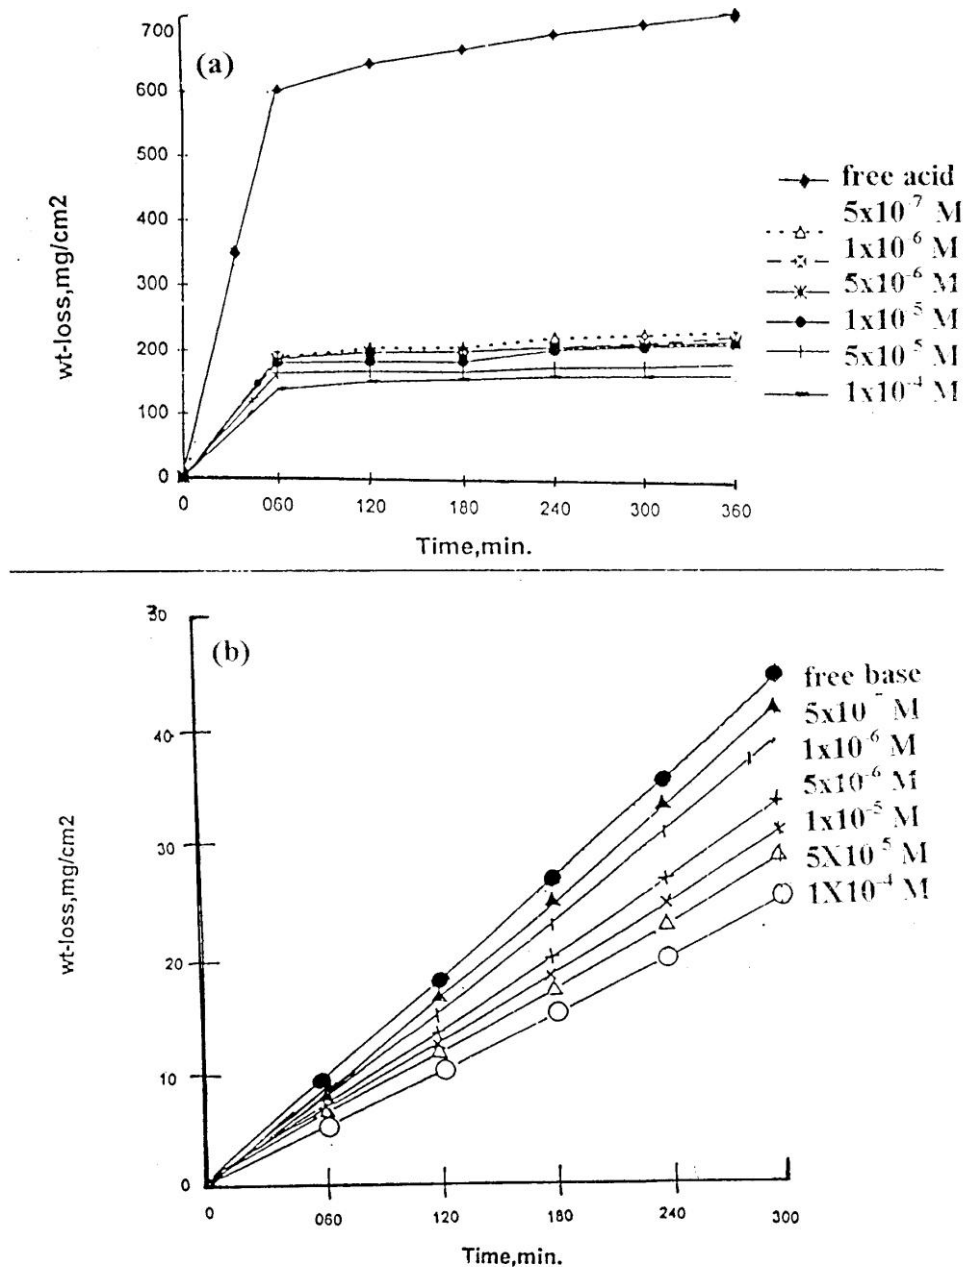 (a)
wt-loss,mg/cm2
700
600
500
400
300
200
100
0
0 060 120 180 240 300 360
Time,min.
free acid
5x10⁻⁷ M
1x10⁻⁶ M
5x10⁻⁶ M
1x10⁻⁵ M
5x10⁻⁵ M
1x10⁻⁴ M
(b)
wt-loss,mg/cm2
40
30
20
10
0
0 060 120 180 240 300
Time,min.
free base
5x10 M
1x10⁻⁶ M
5x10⁻⁶ M
1x10⁻⁵ M
5X10⁻⁵ M
1X10⁻⁴ M